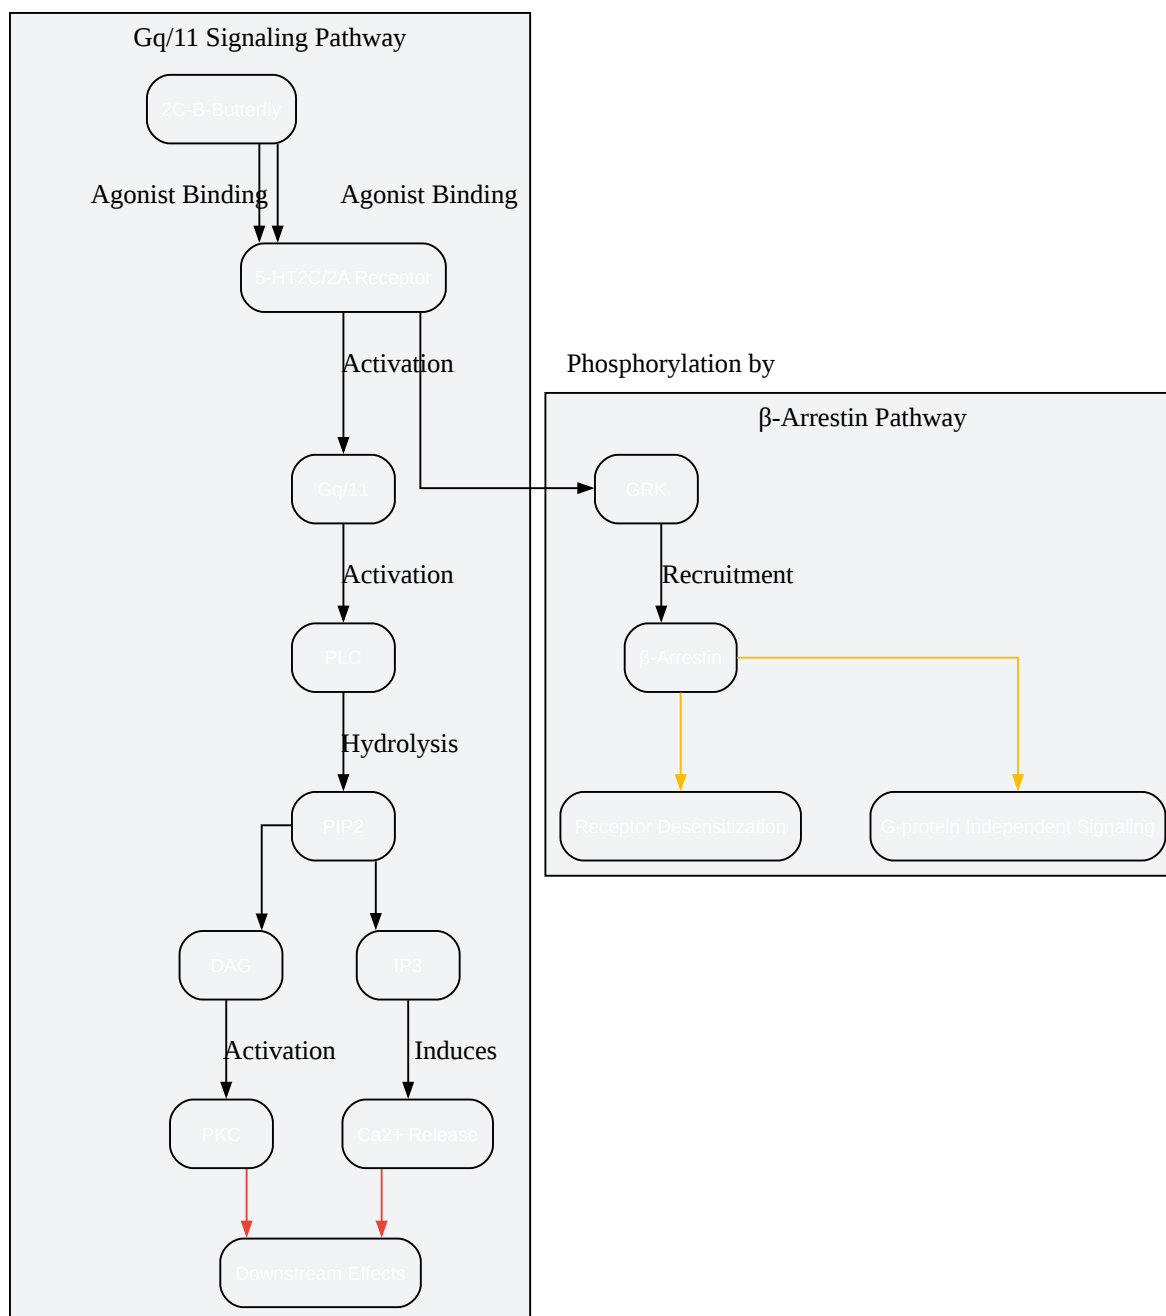 Gq/11 Signaling Pathway
2C-B-Butterfly
Agonist Binding
Agonist Binding
5-HT2C/2A Receptor
Activation
Phosphorylation by
β-Arrestin Pathway
Gq/11
GRK
Activation
Recruitment
PLC
β-Arrestin
Hydrolysis
PIP2
Receptor Desensitization
G-protein Independent Signaling
DAG
IP3
Activation
Induces
PKC
Ca2+ Release
Downstream Effects